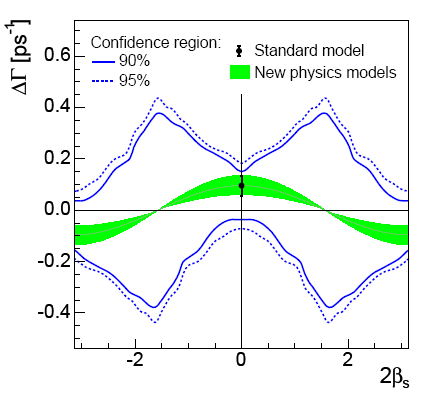 ΔΓ [ps⁻¹]
Confidence region:
90%
95%
Standard model
New physics models
0.6
0.4
0.2
0.0
-0.2
-0.4
-2
0
2
2βₛ